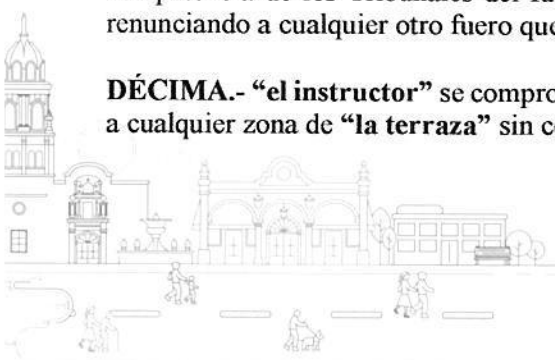 renunciando a cualquier otro fuero que
DÉCIMA.- “el instructor” se compro
a cualquier zona de “la terraza” sin c